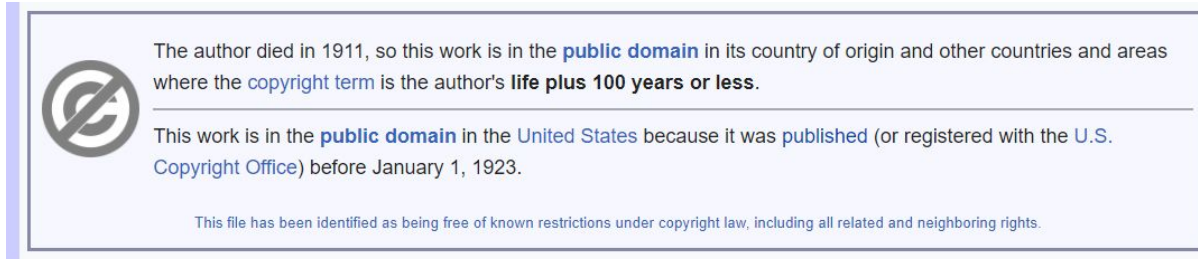 The author died in 1911, so this work is in the public domain in its country of origin and other countries and areas
where the copyright term is the author's life plus 100 years or less.
This work is in the public domain in the United States because it was published (or registered with the U.S.
Copyright Office) before January 1, 1923.
This file has been identified as being free of known restrictions under copyright law, including all related and neighboring rights.